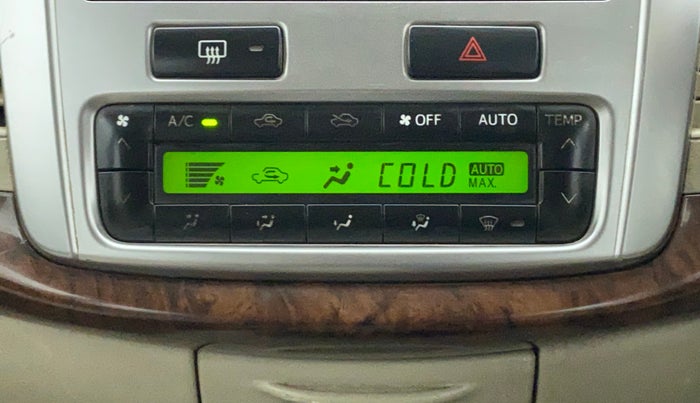 A/C OFF AUTO TEMP
COLD AUTO
MAX.